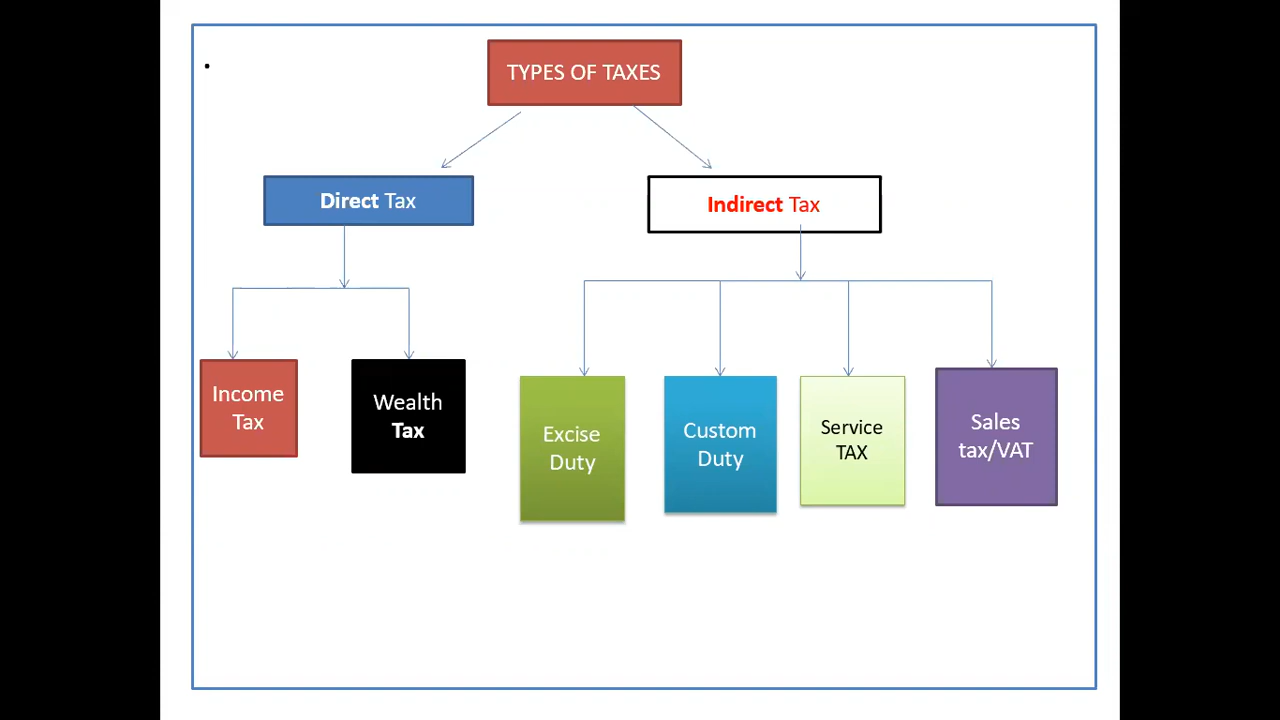 TYPES OF TAXES
Direct Tax
Indirect Tax
Income
Tax
Wealth
Tax
Excise
Duty
Custom
Duty
Service
TAX
Sales
tax/VAT